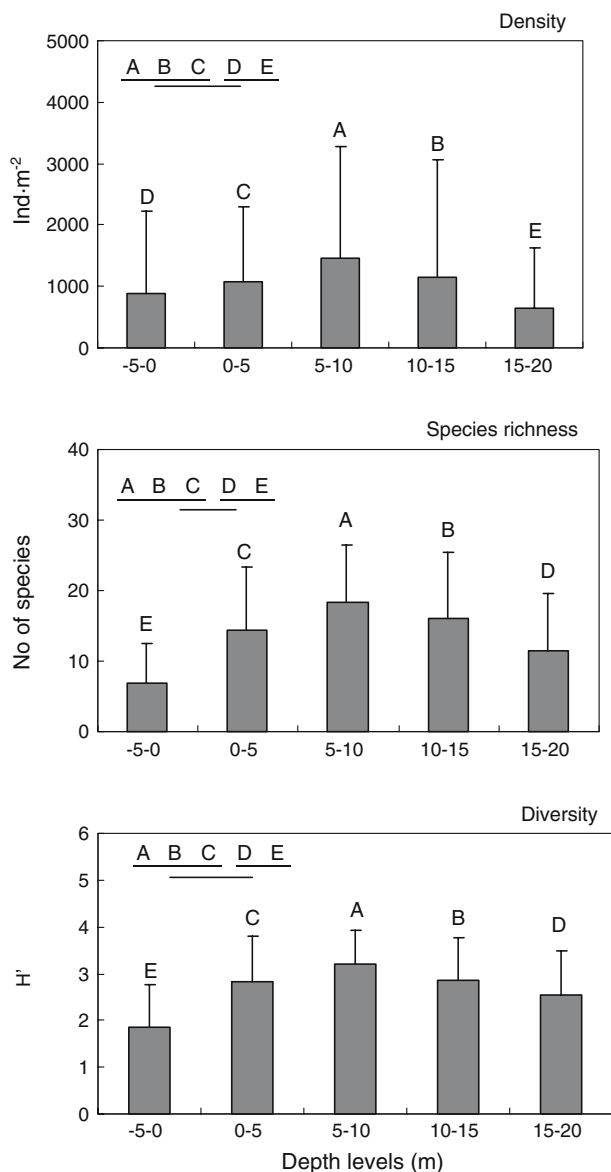 Density
5000
4000
3000
2000
1000
0
Ind·m⁻²
A B C D E
D
C
A
B
E
-5-0 0-5 5-10 10-15 15-20
Species richness
40
30
20
10
0
No of species
A B C D E
E
C
A
B
D
-5-0 0-5 5-10 10-15 15-20
Diversity
6
5
4
3
2
1
0
H'
A B C D E
E
C
A
B
D
-5-0 0-5 5-10 10-15 15-20
Depth levels (m)